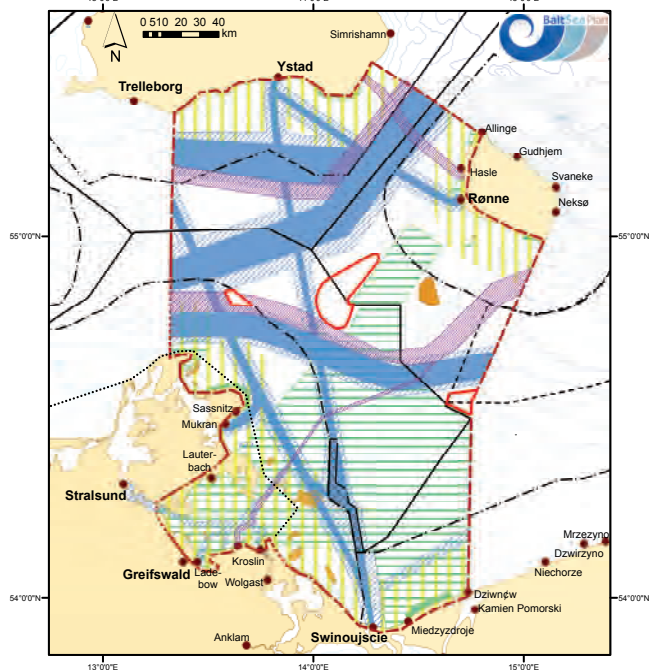 BaltSeaPlan
0 5 10 20 30 40
km
N
Simrishamn
Ystad
Trelleborg
Allinge
Gudhjem
Hasle
Svaneke
Rønne
Neksø
55°0'0"N
55°0'0"N
Sassnitz
Mukran
Lauter-
bach
Stralsund
Mrzezyno
Dzwirzyno
Kroslin
Niechorze
Greifswald
Lade-
bow
Wolgast
Dziwnów
54°0'0"N
54°0'0"N
Kamien Pomorski
Miedzyzdroje
Swinoujscie
Anklam
13°0'0"E
14°0'0"E
15°0'0"E